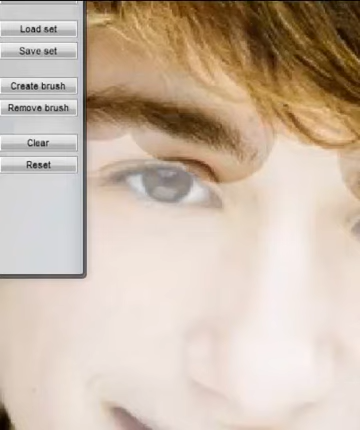 Load set
Save set
Create brush
Remove brush
Clear
Reset